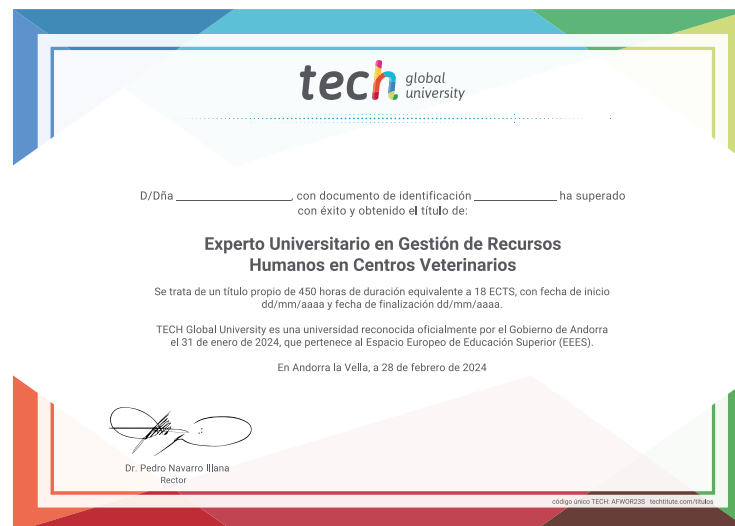 tech global university
D/Dña ______________________, con documento de identificación ________________ ha superado
con éxito y obtenido el título de:
Experto Universitario en Gestión de Recursos
Humanos en Centros Veterinarios
Se trata de un título propio de 450 horas de duración equivalente a 18 ECTS, con fecha de inicio
dd/mm/aaaa y fecha de finalización dd/mm/aaaa.
TECH Global University es una universidad reconocida oficialmente por el Gobierno de Andorra
el 31 de enero de 2024, que pertenece al Espacio Europeo de Educación Superior (EEES).
En Andorra la Vella, a 28 de febrero de 2024
Dr. Pedro Navarro Illana
Rector
código único TECH: AFWOR23S techtitute.com/titulos